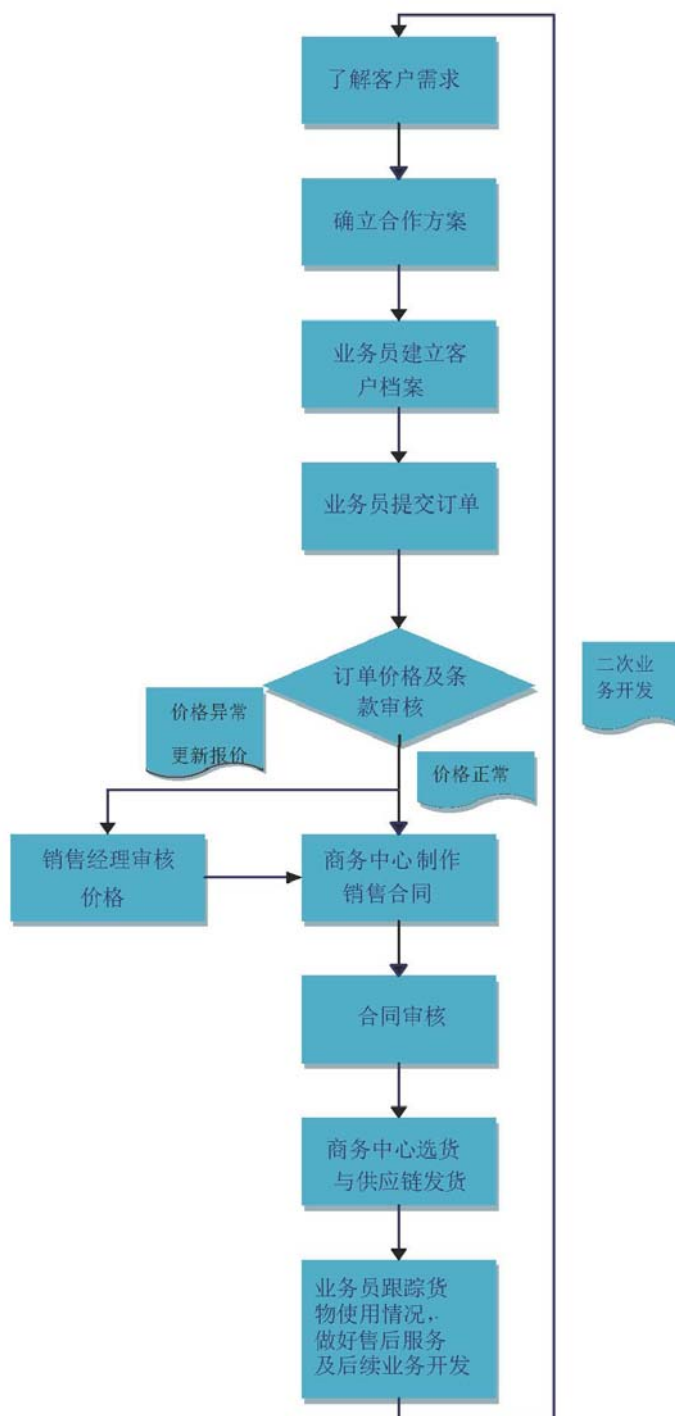 了解客户需求
确立合作方案
业务员建立客
户档案
业务员提交订单
订单价格及条
款审核
二次业
务开发
价格异常
更新报价
价格正常
销售经理审核
价格
商务中心制作
销售合同
合同审核
商务中心选货
与供应链发货
业务员跟踪货
物使用情况,
做好售后服务
及后续业务开发